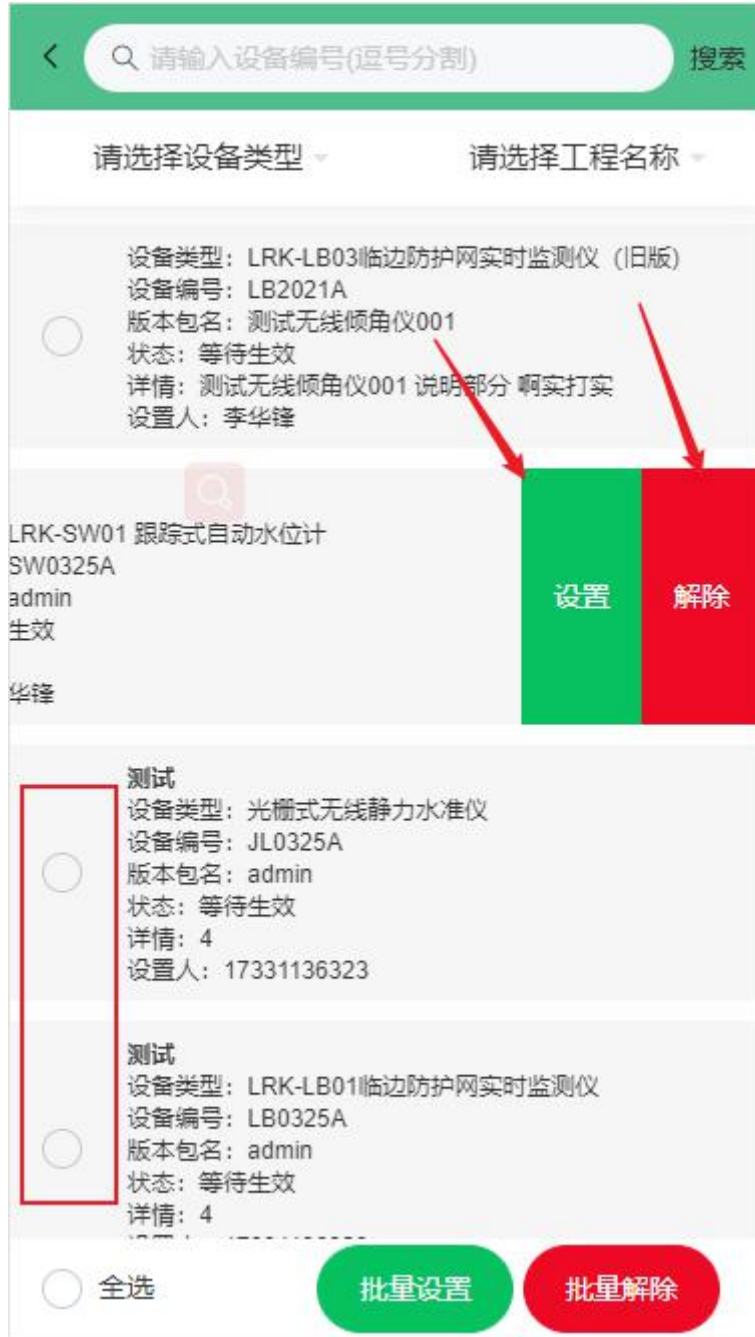 请输入设备编号(逗号分割)
搜索
请选择设备类型
请选择工程名称
设备类型：LRK-LB03临边防护网实时监测仪（旧版)
设备编号：LB2021A
版本包名：测试无线倾角仪001
状态：等待生效
详情：测试无线倾角仪001 说明部分 啊实打实
设置人：李华锋
LRK-SW01 跟踪式自动水位计
SW0325A
admin
生效
华锋
设置
解除
测试
设备类型：光栅式无线静力水准仪
设备编号：JL0325A
版本包名：admin
状态：等待生效
详情：4
设置人：17331136323
测试
设备类型：LRK-LB01临边防护网实时监测仪
设备编号：LB0325A
版本包名：admin
状态：等待生效
详情：4
全选
批量设置
批量解除